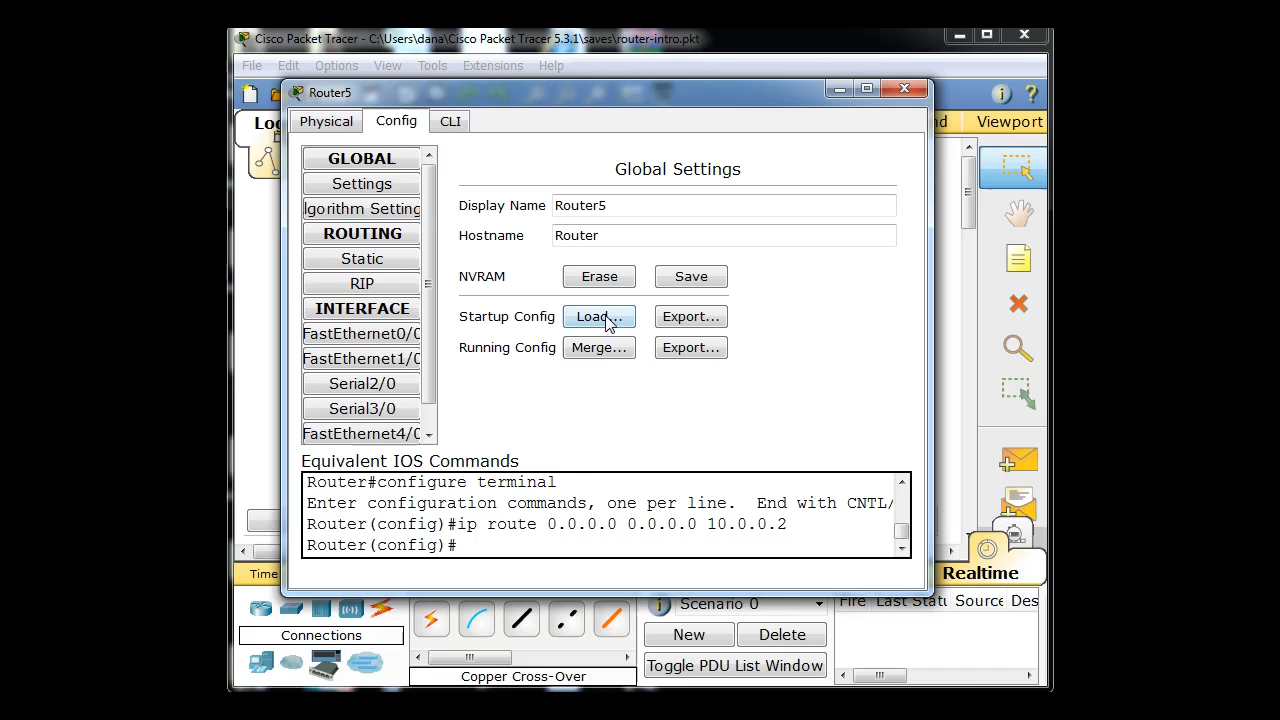 Cisco Packet Tracer - C:\Users\dana\Cisco Packet Tracer 5.3.1\saves\router-intro.pkt
File Edit Options View Tools Extensions Help
Router5
Physical Config CLI
Viewport
GLOBAL
Settings
lgorithm Setting
ROUTING
Static
RIP
INTERFACE
FastEthernet0/0
FastEthernet1/0
Serial2/0
Serial3/0
FastEthernet4/0
Global Settings
Display Name Router5
Hostname Router
NVRAM Erase Save
Startup Config Load... Export...
Running Config Merge... Export...
Equivalent IOS Commands
Router#configure terminal
Enter configuration commands, one per line. End with CNTL/
Router(config)#ip route 0.0.0.0 0.0.0.0 10.0.0.2
Router(config)#
Time
Realtime
Connections
Copper Cross-Over
Scenario 0
New Delete
Toggle PDU List Window
Fire Last Statu Source Des